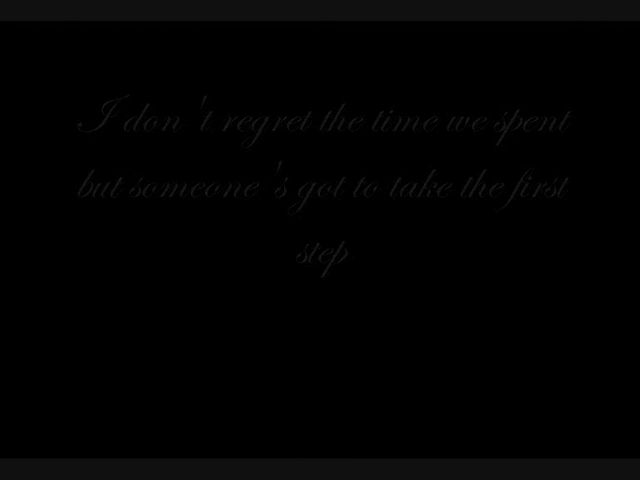 I don't regret the time we spent
but someone's got to take the first
step